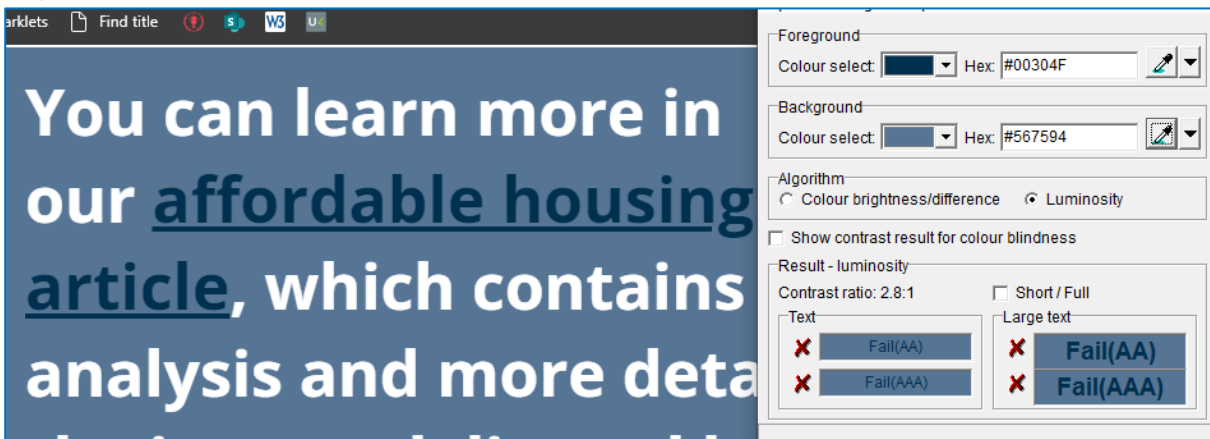 arklets Find title W3 U4
You can learn more in
our affordable housing
article, which contains
analysis and more deta
Foreground
Colour select: Hex: #00304F
Background
Colour select: Hex: #567594
Algorithm
Colour brightness/difference Luminosity
Show contrast result for colour blindness
Result - luminosity
Contrast ratio: 2.8:1 Short / Full
Text Large text
Fail(AA) Fail(AA)
Fail(AAA) Fail(AAA)